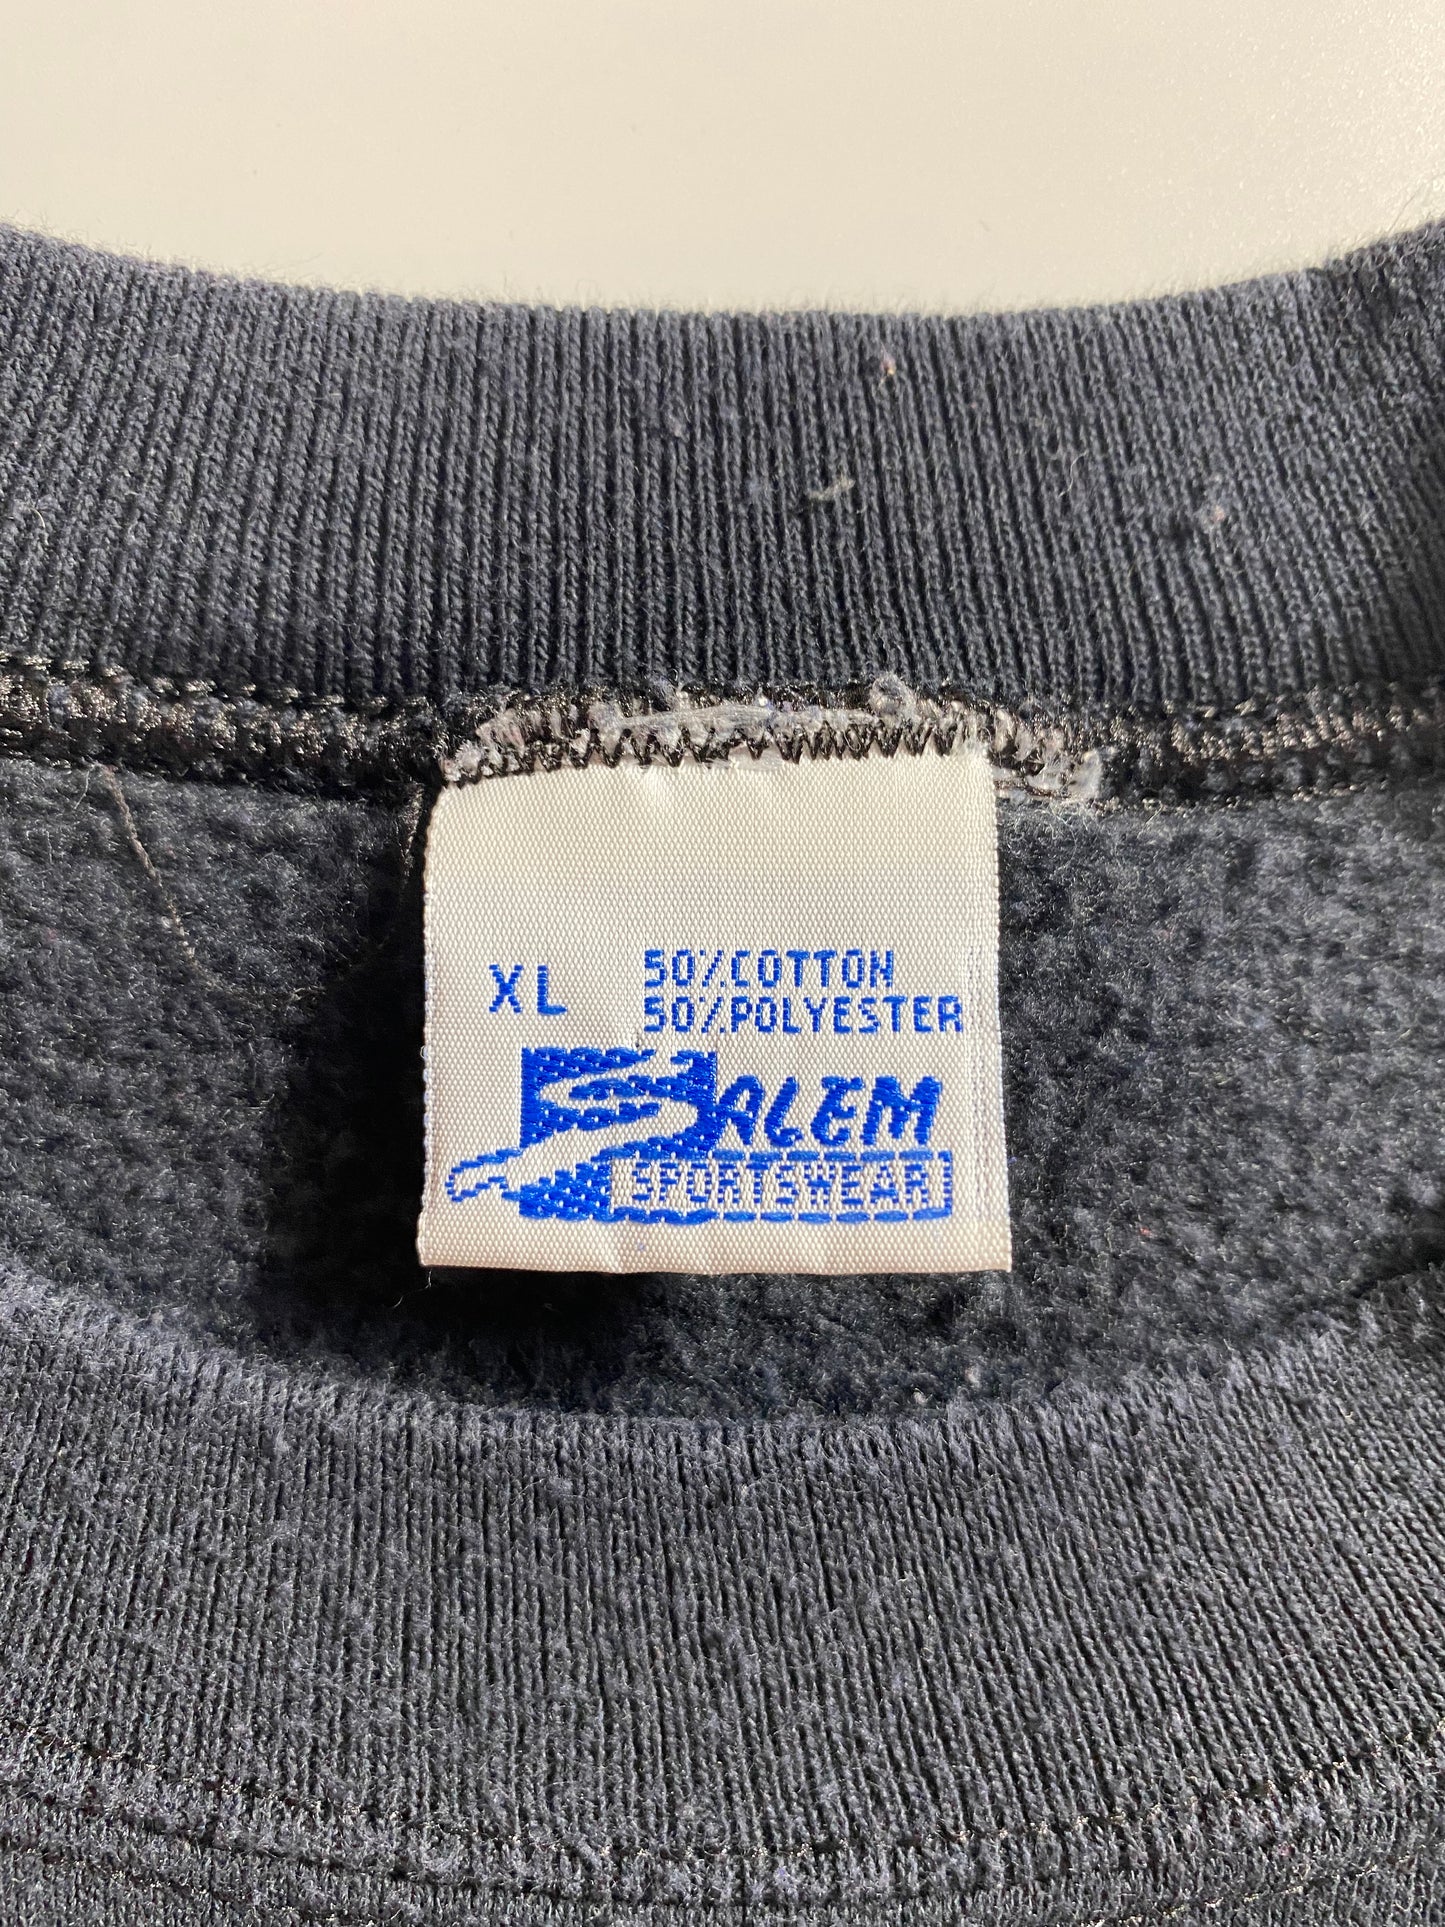 XL
50%COTTON
50%POLYESTER
SALEM
SPORTSWEAR